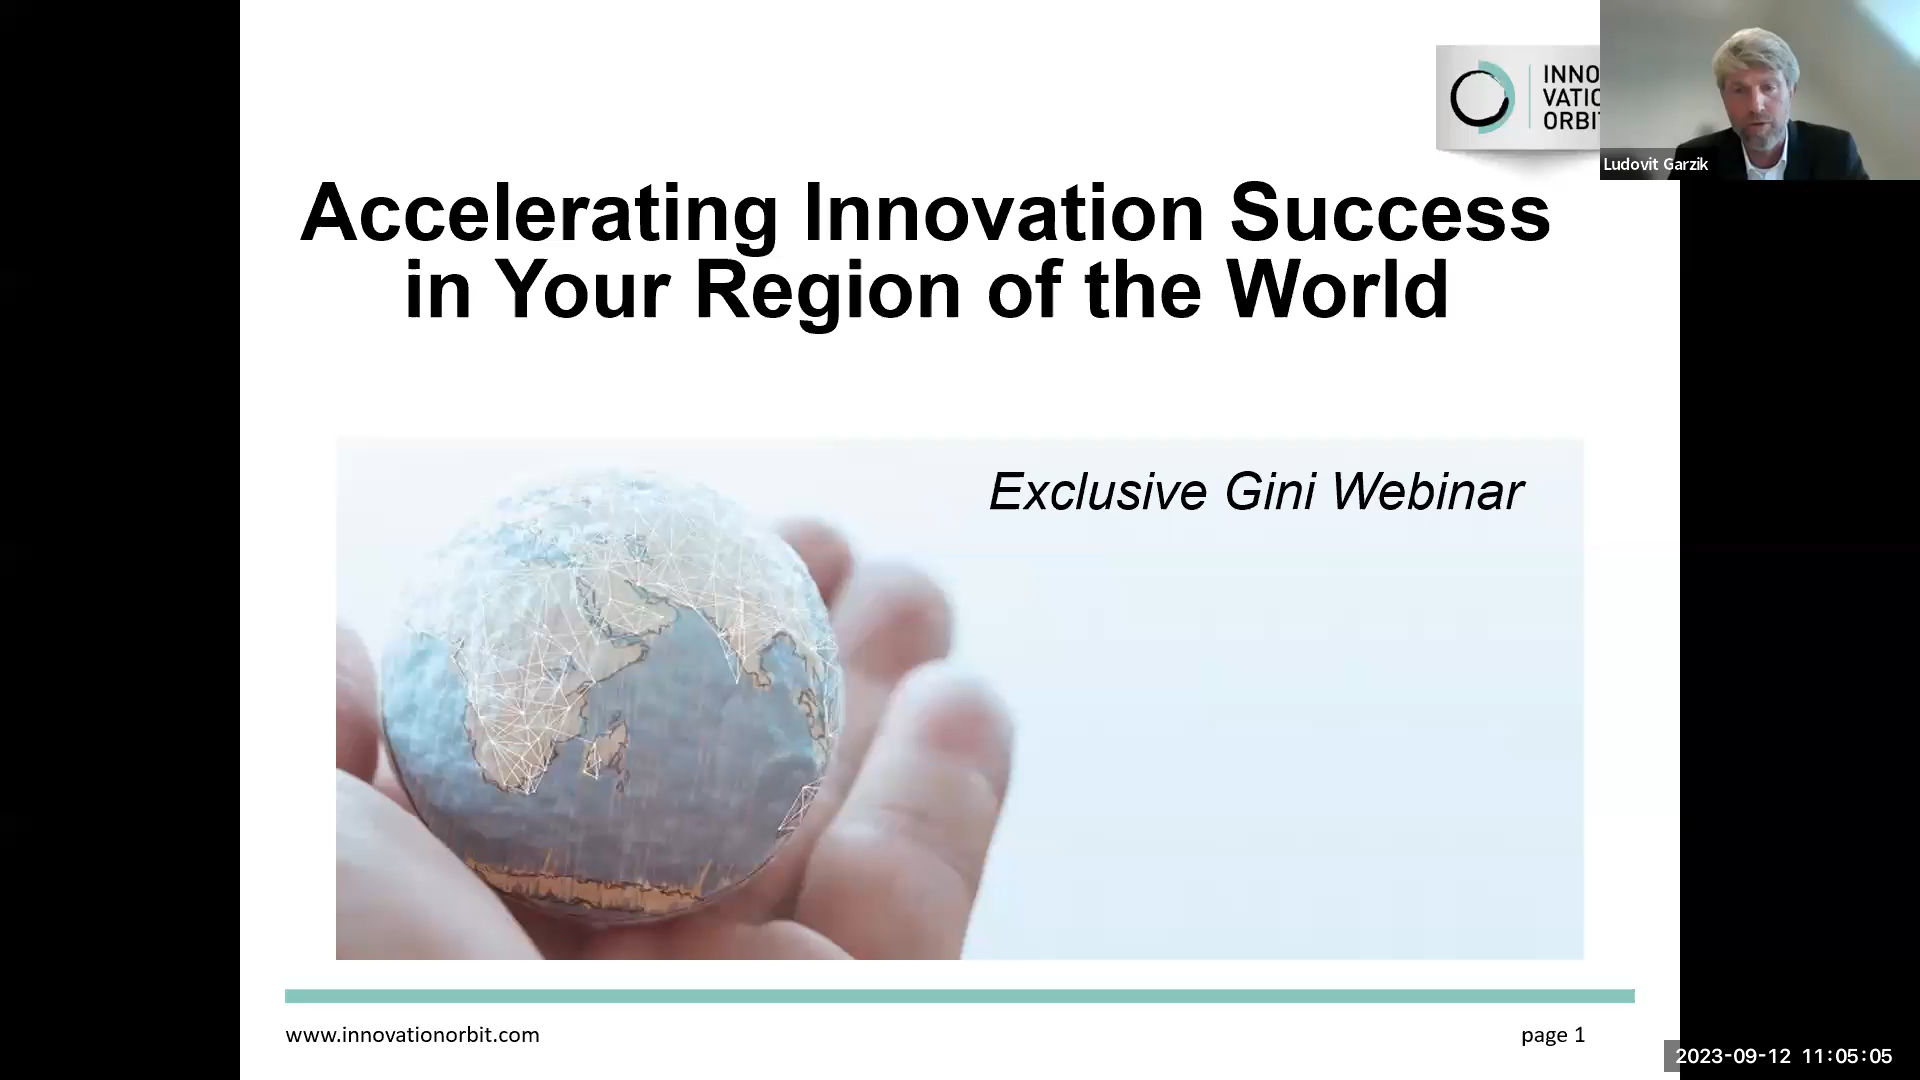 INNO
VATIO
ORBI
Ludovit Garzik
Accelerating Innovation Success
in Your Region of the World
Exclusive Gini Webinar
www.innovationorbit.com
page 1
2023-09-12 11:05:05